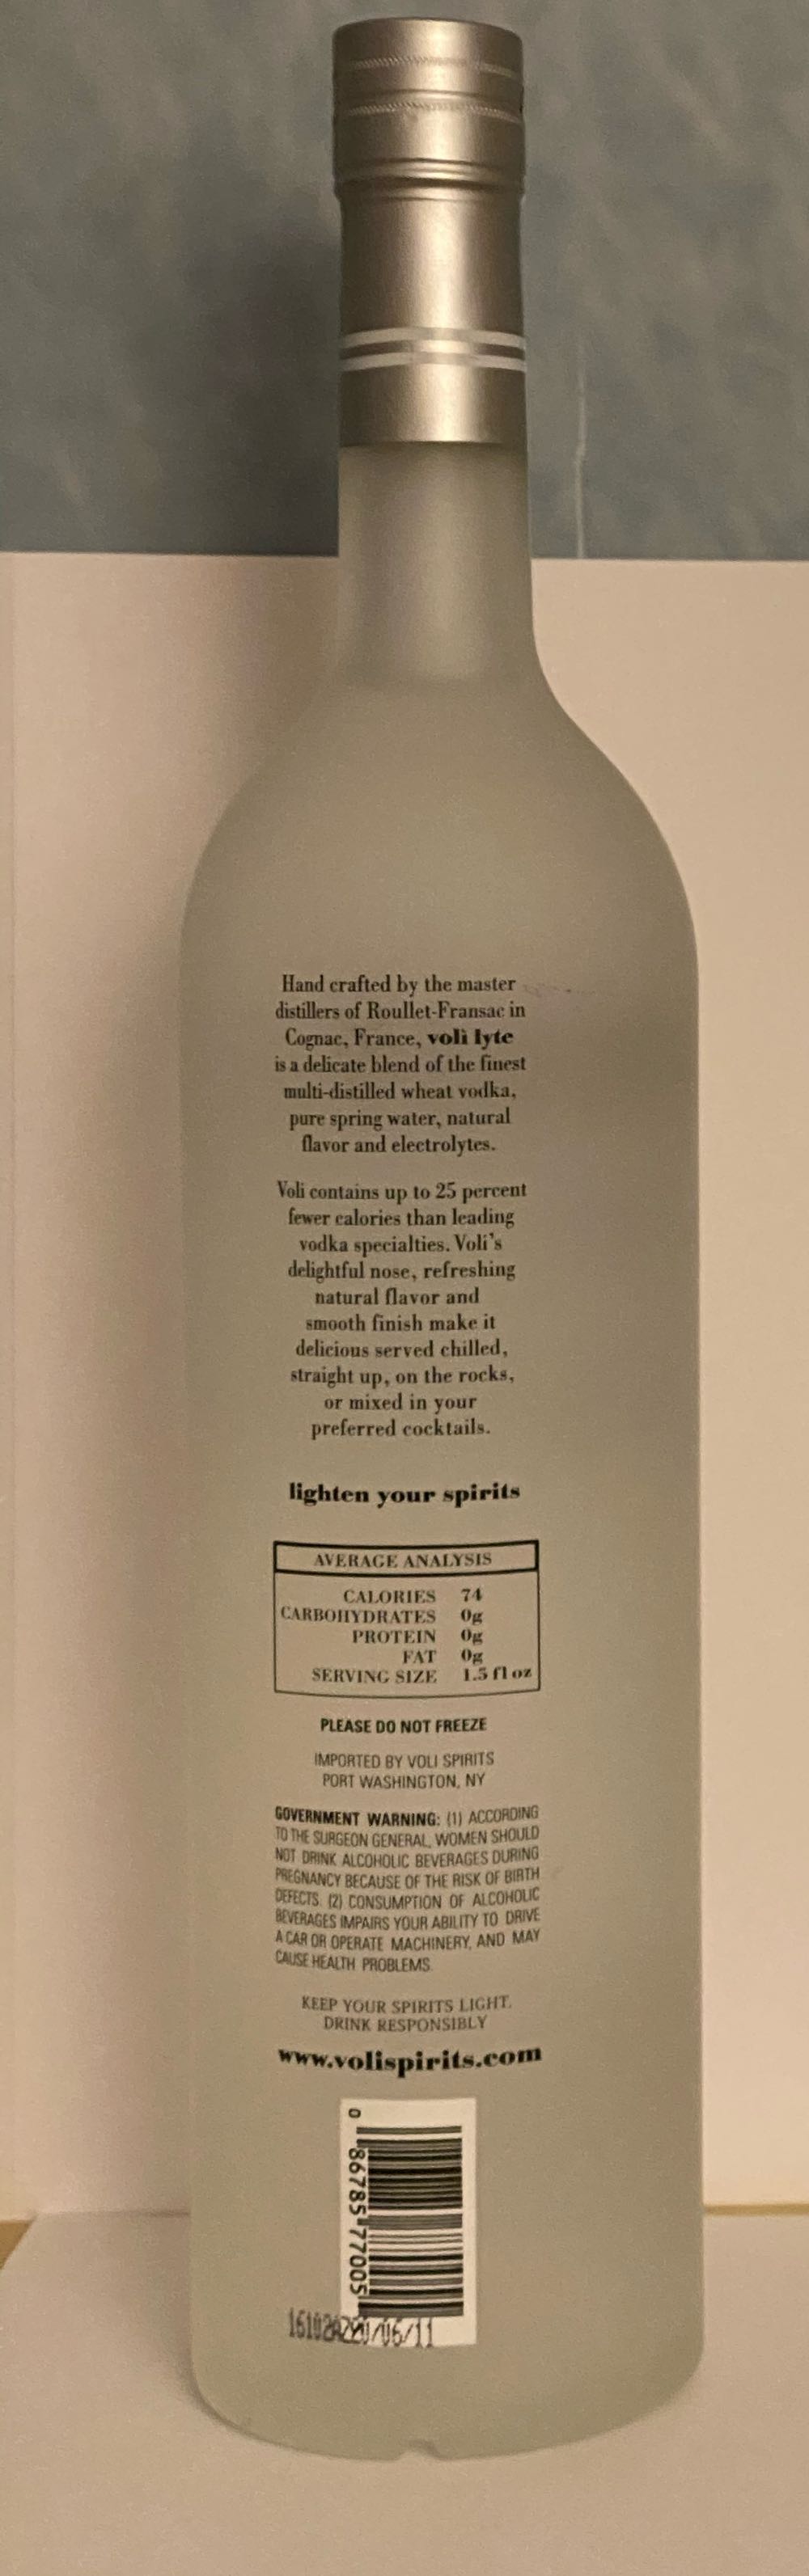 Hand crafted by the master
distillers of Roullet-Fransac in
Cognac, France, voli lyte
is a delicate blend of the finest
multi-distilled wheat vodka,
pure spring water, natural
flavor and electrolytes.
Voli contains up to 25 percent
fewer calories than leading
vodka specialties. Voli's
delightful nose, refreshing
natural flavor and
smooth finish make it
delicious served chilled,
straight up, on the rocks,
or mixed in your
preferred cocktails.
lighten your spirits
AVERAGE ANALYSIS
CALORIES 74
CARBOHYDRATES 0g
PROTEIN 0g
FAT 0g
SERVING SIZE 1.5 fl oz
PLEASE DO NOT FREEZE
IMPORTED BY VOLI SPIRITS
PORT WASHINGTON, NY
GOVERNMENT WARNING: (1) ACCORDING
TO THE SURGEON GENERAL, WOMEN SHOULD
NOT DRINK ALCOHOLIC BEVERAGES DURING
PREGNANCY BECAUSE OF THE RISK OF BIRTH
DEFECTS. (2) CONSUMPTION OF ALCOHOLIC
BEVERAGES IMPAIRS YOUR ABILITY TO DRIVE
A CAR OR OPERATE MACHINERY, AND MAY
CAUSE HEALTH PROBLEMS.
KEEP YOUR SPIRITS LIGHT.
DRINK RESPONSIBLY
www.volispirits.com
0 86785 77005